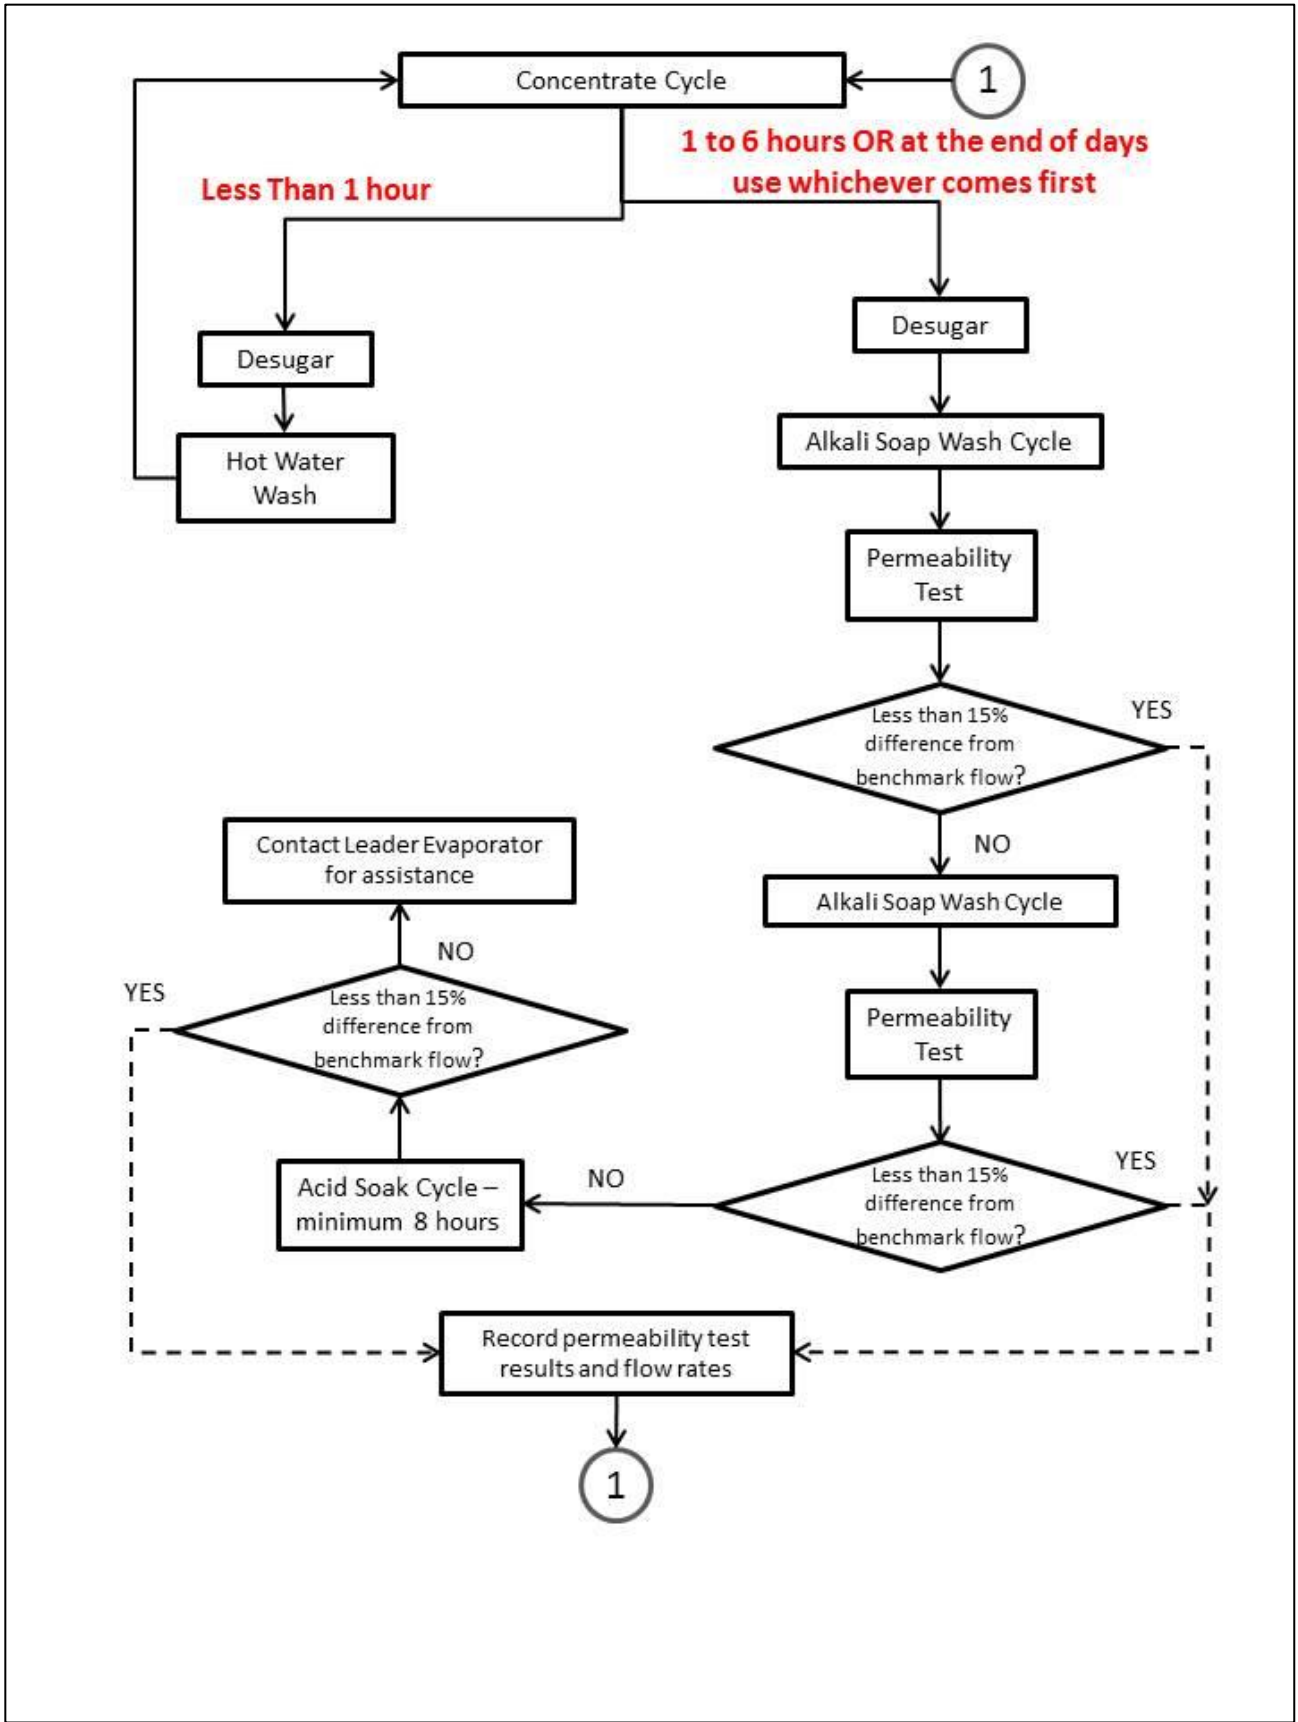 Concentrate Cycle
1
1 to 6 hours OR at the end of days
use whichever comes first
Less Than 1 hour
Desugar
Desugar
Hot Water
Wash
Alkali Soap Wash Cycle
Permeability
Test
Less than 15%
difference from
benchmark flow?
YES
NO
Alkali Soap Wash Cycle
Permeability
Test
Less than 15%
difference from
benchmark flow?
YES
NO
Acid Soak Cycle –
minimum 8 hours
Less than 15%
difference from
benchmark flow?
YES
NO
Contact Leader Evaporator
for assistance
Record permeability test
results and flow rates
1